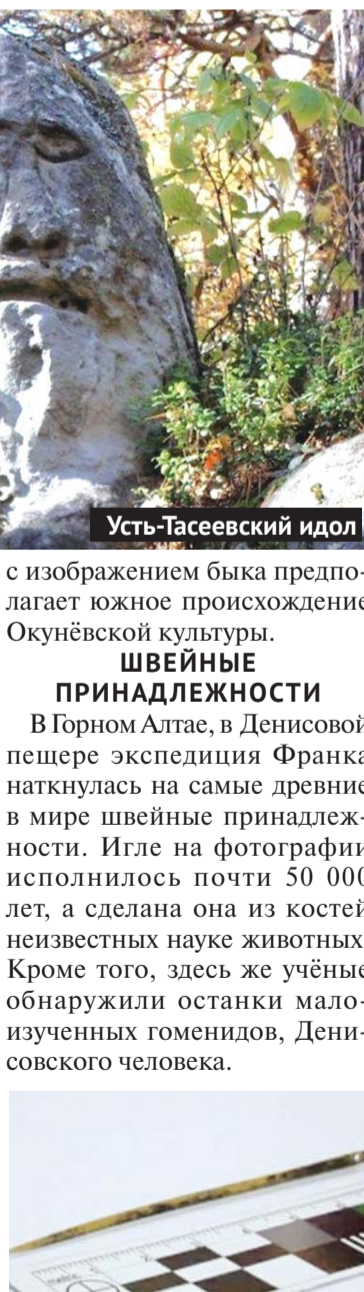 Усть-Тасеевский идол
с изображением быка предпо-
лагает южное происхождение
Окунёвской культуры.
ШВЕЙНЫЕ
ПРИНАДЛЕЖНОСТИ
В Горном Алтае, в Денисовой
пещере экспедиция Франка
наткнулась на самые древние
в мире швейные принадлеж-
ности. Игле на фотографии
исполнилось почти 50 000
лет, а сделана она из костей
неизвестных науке животных.
Кроме того, здесь же учёные
обнаружили останки мало-
изученных гоменидов, Дени-
совского человека.